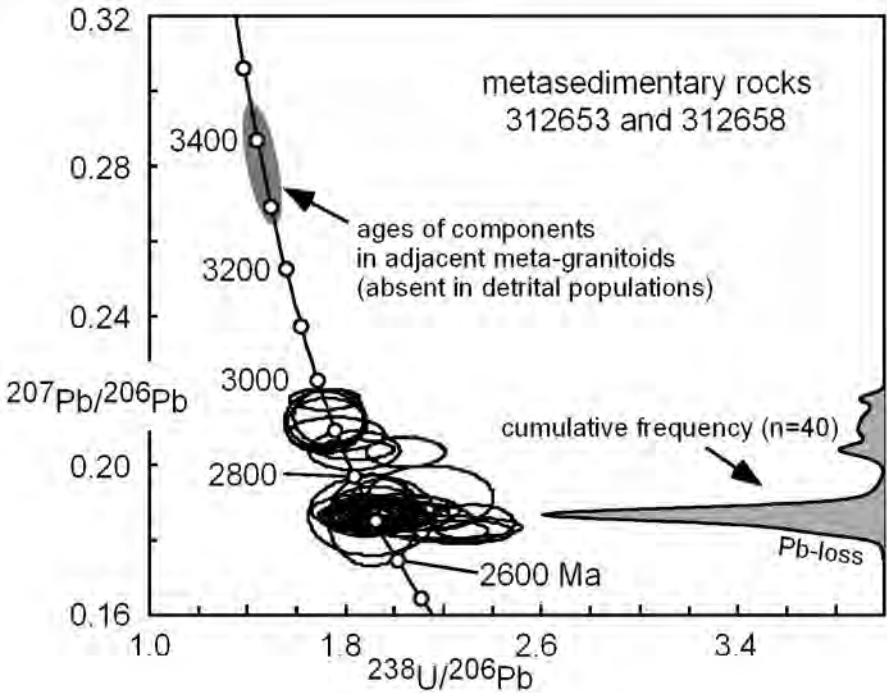 0.32
metasedimentary rocks
312653 and 312658
3400
0.28
ages of components
in adjacent meta-granitoids
(absent in detrital populations)
3200
0.24
3000
207Pb/206Pb
cumulative frequency (n=40)
0.20
2800
Pb-loss
2600 Ma
0.16
1.0
1.8
2.6
3.4
238U/206Pb